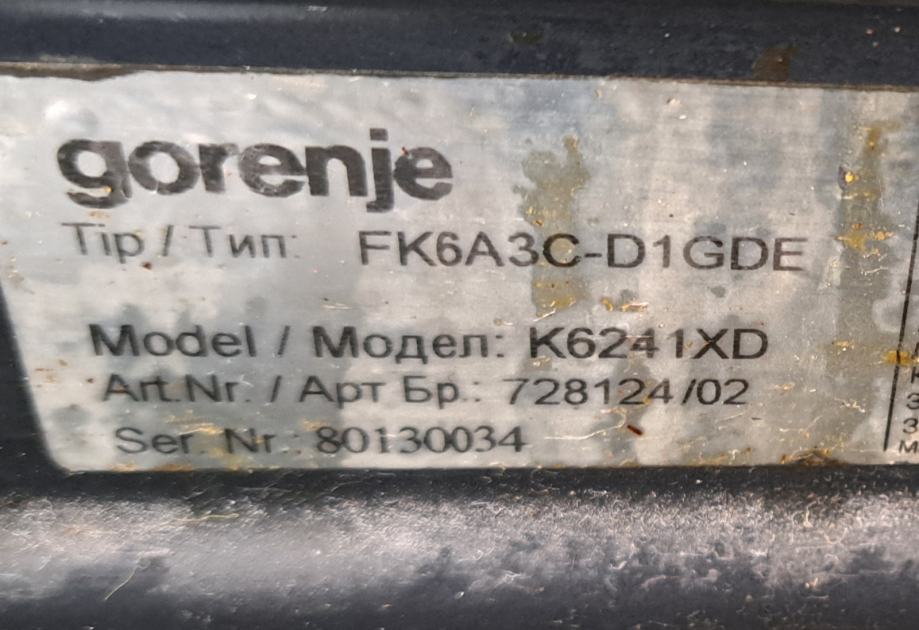 gorenje
Tip / Тип: FK6A3C-D1GDE
Model / Модел: K6241XD
Art.Nr. / Арт Бр.: 728124/02
Ser. Nr.: 80130034